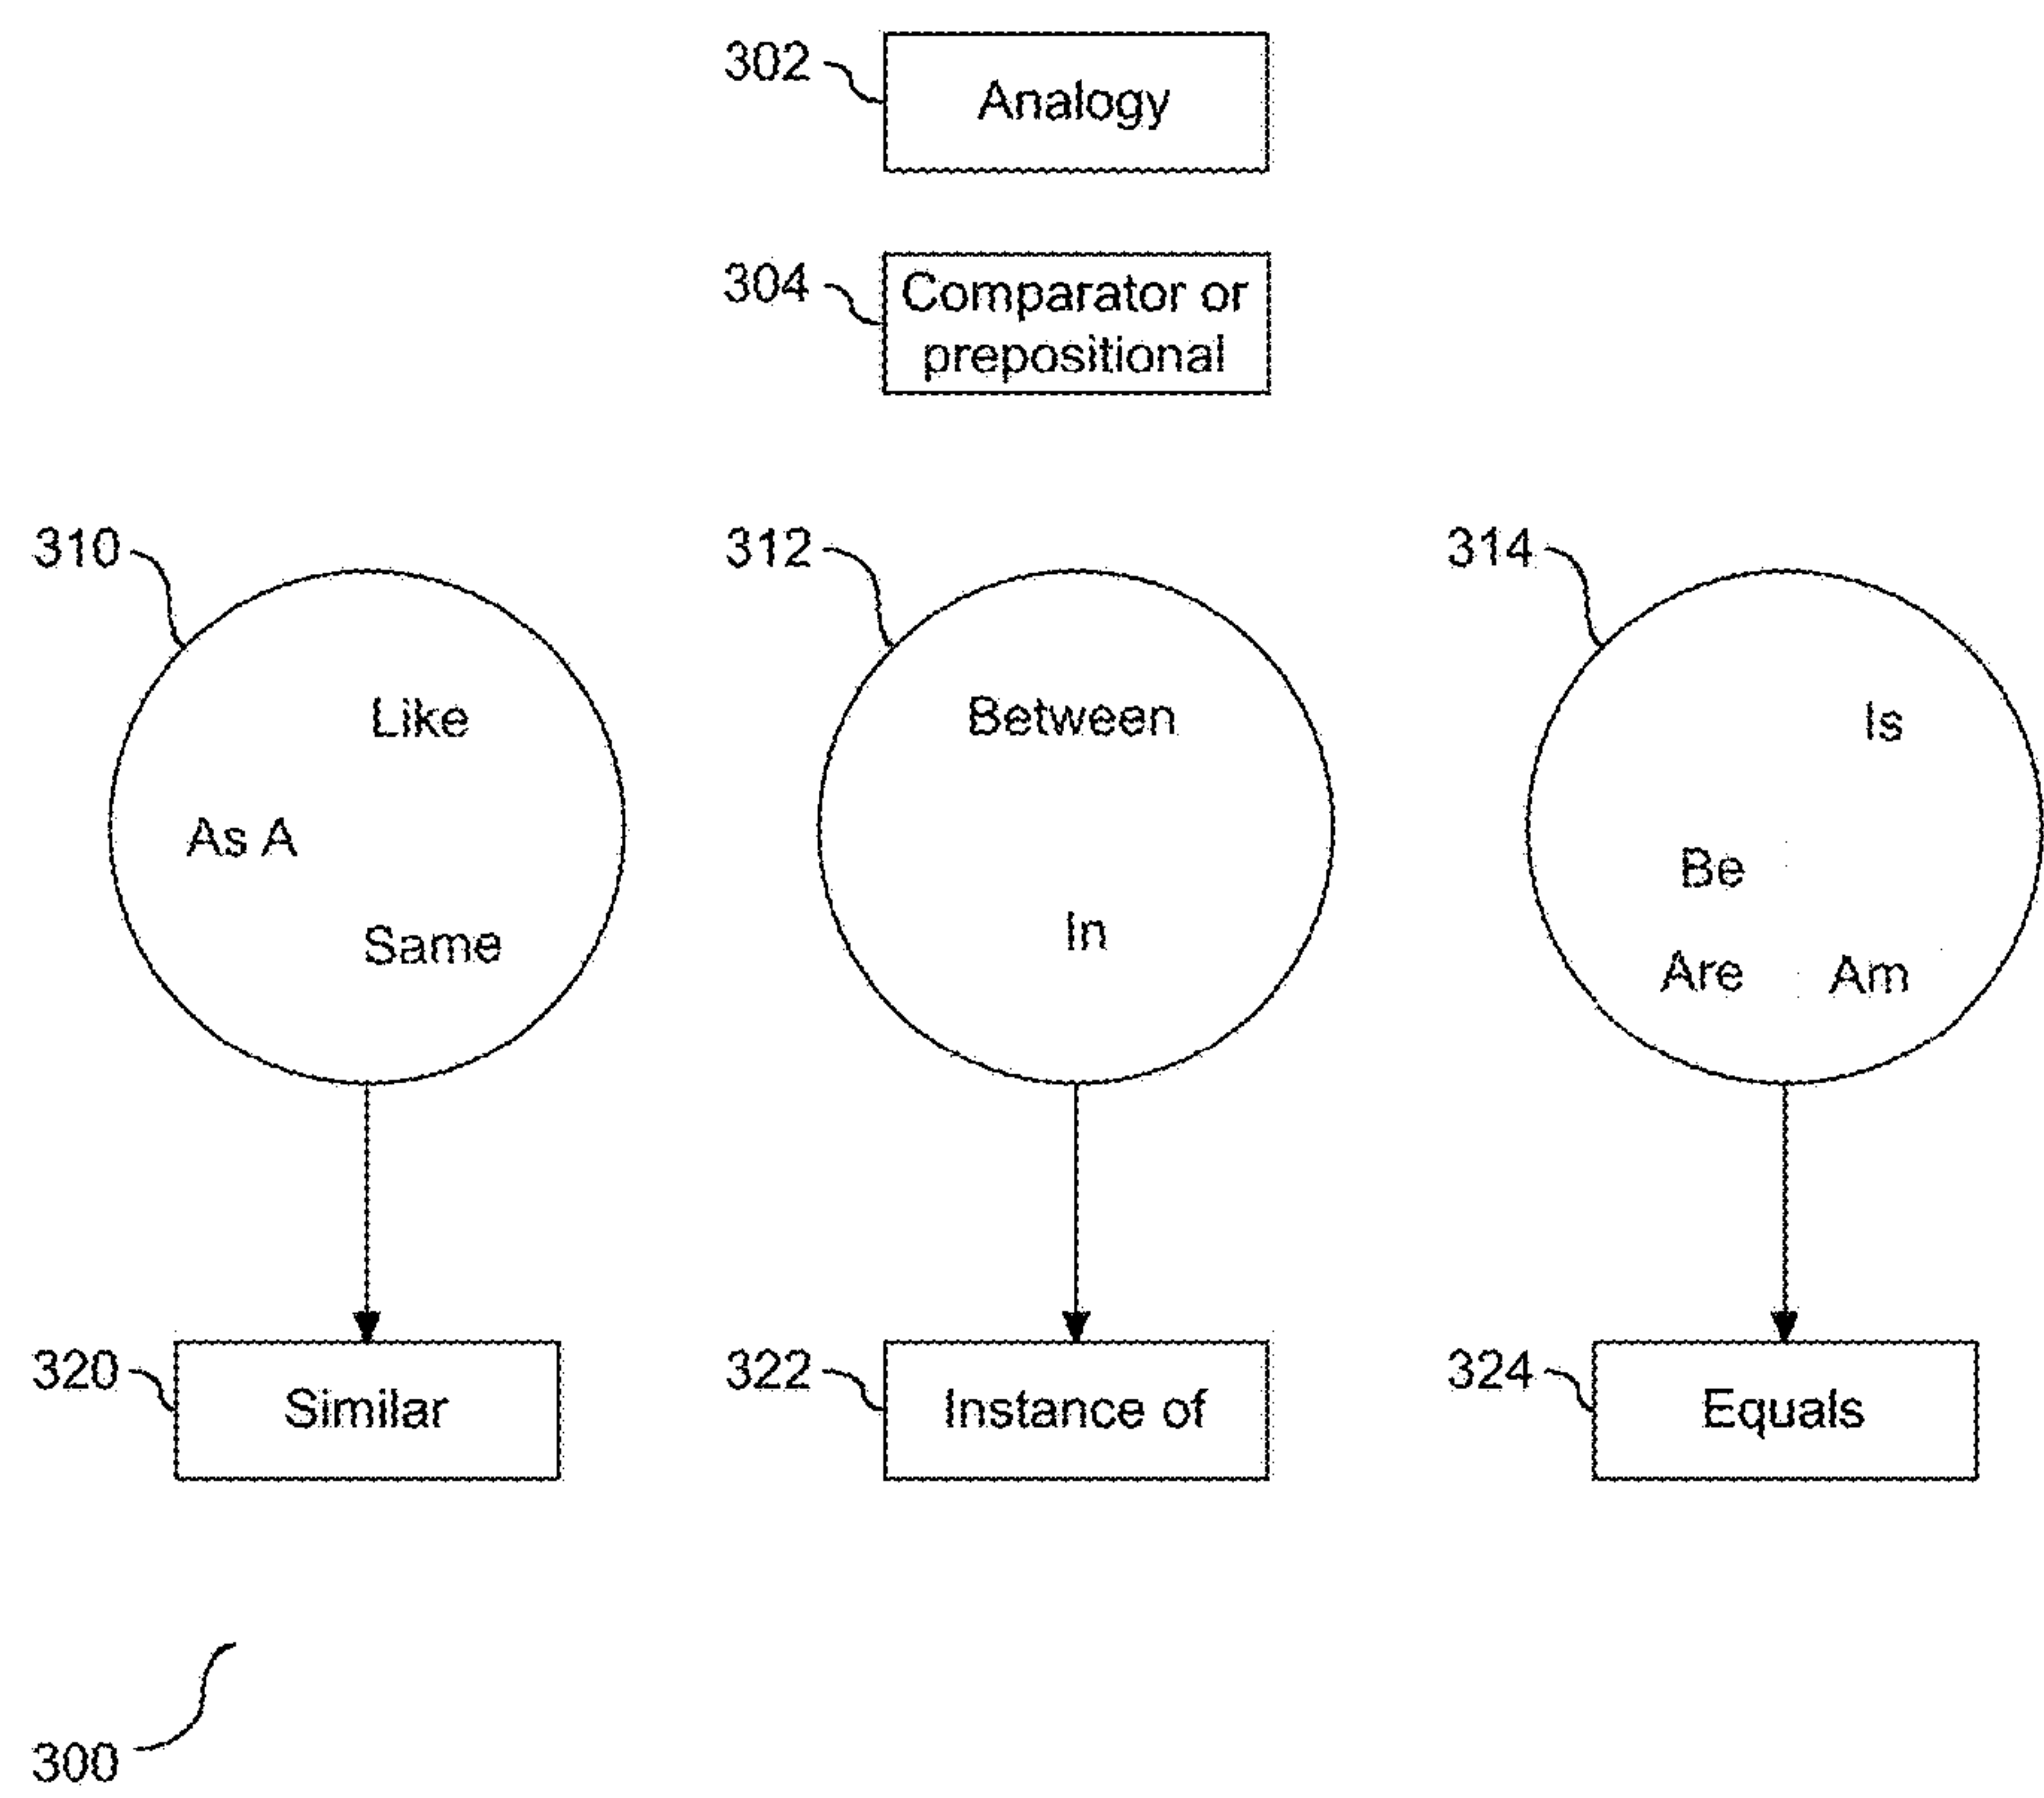 302
Analogy
304
Comparator or
prepositional
310
312
314
Like
Between
Is
As A
Be
Same
In
Are
Am
320
Similar
322
Instance of
324
Equals
300